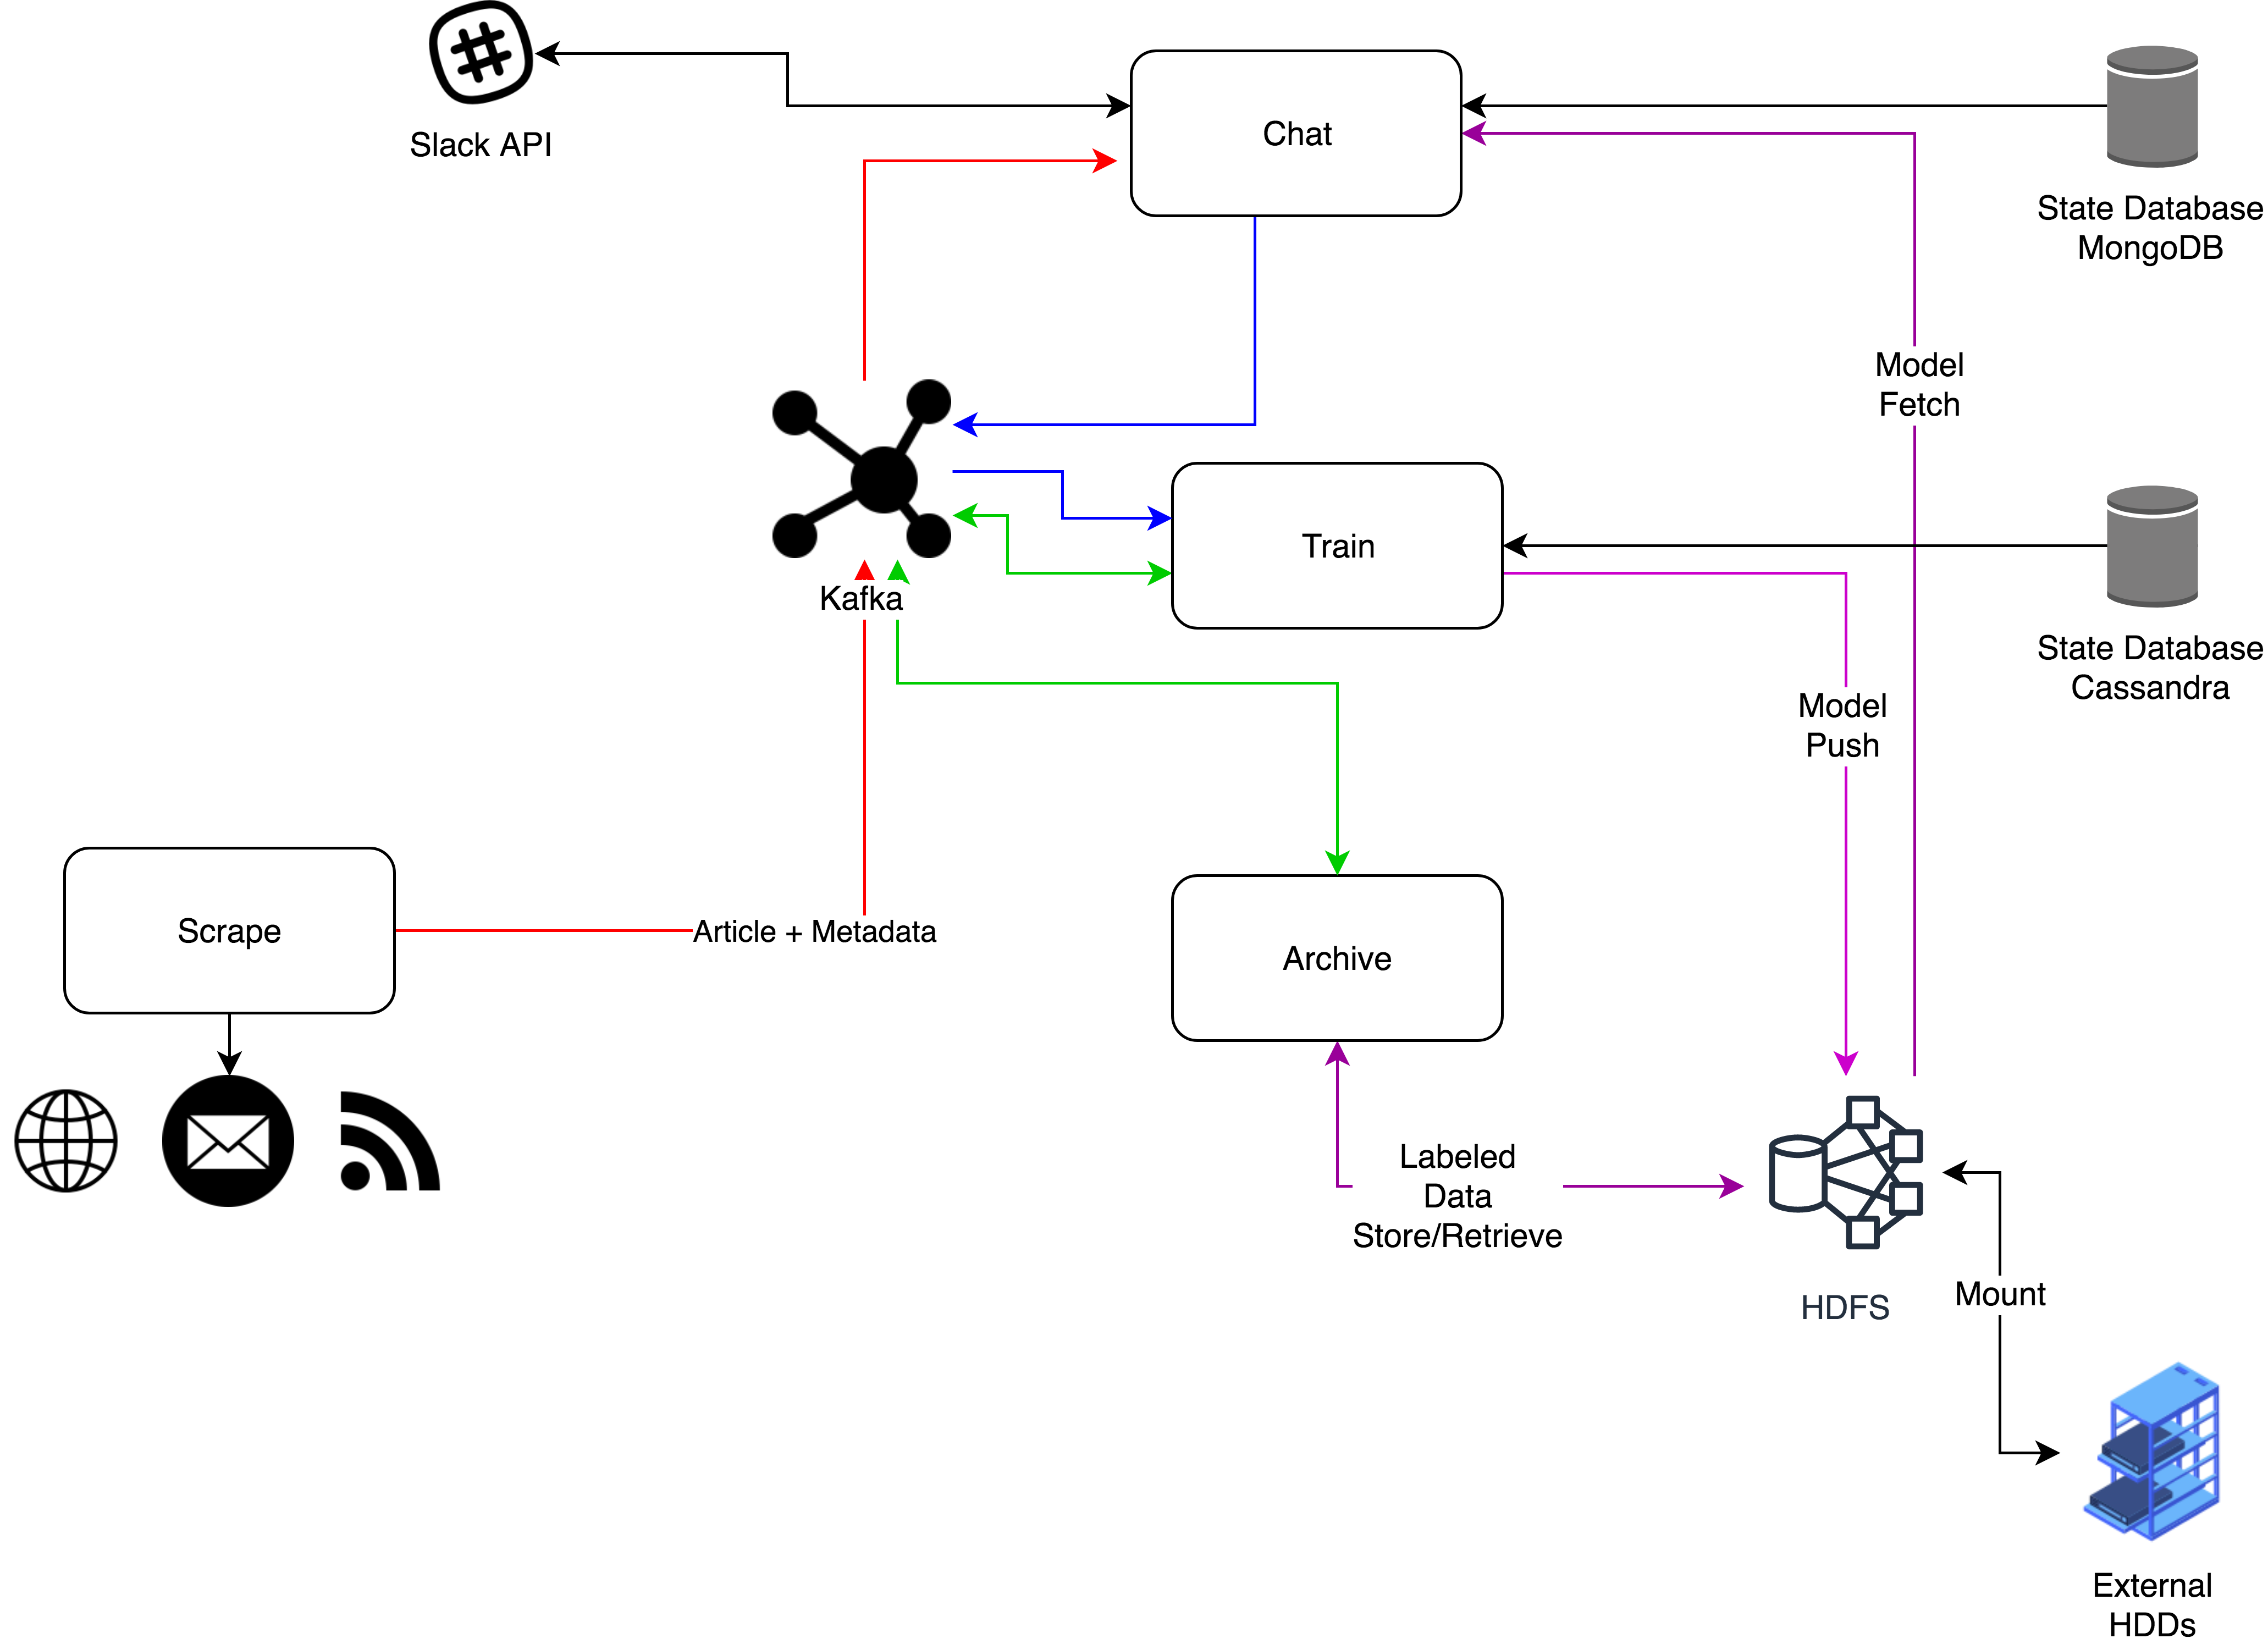 Slack API
Chat
State Database
MongoDB
Model
Fetch
Train
Kafka
State Database
Cassandra
Model
Push
Scrape
Article + Metadata
Archive
Labeled
Data
Store/Retrieve
HDFS
Mount
External
HDDs